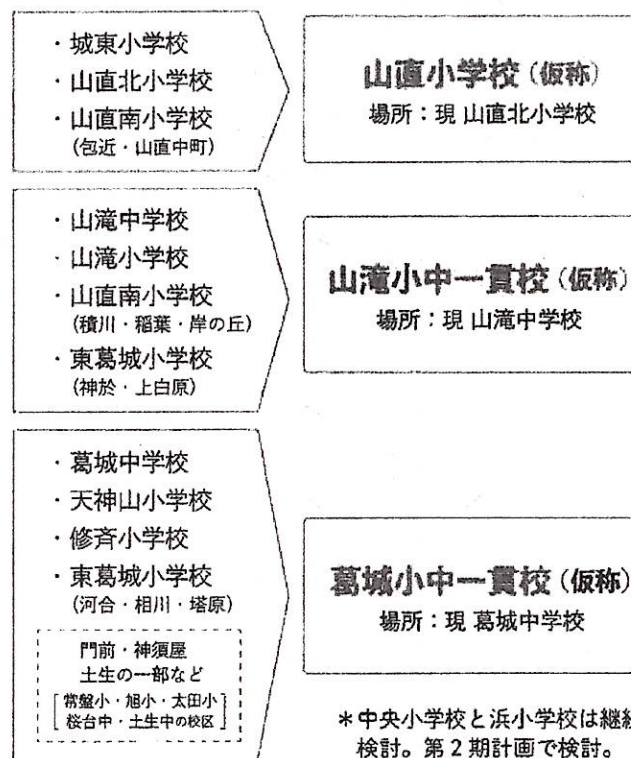 ・城東小学校
・山直北小学校
・山直南小学校
(包近・山直中町)
山直小学校(仮称)
場所：現 山直北小学校
・山滝中学校
・山滝小学校
・山直南小学校
(積川・稲葉・岸の丘)
・東葛城小学校
(神於・上白原)
山滝小中一貫校(仮称)
場所：現 山滝中学校
・葛城中学校
・天神山小学校
・修斉小学校
・東葛城小学校
(河合・相川・塔原)
門前・神須屋
土生の一部など
[常盤小・旭小・太田小
桜台中・土生中の校区]
葛城小中一貫校(仮称)
場所：現 葛城中学校
＊中央小学校と浜小学校は継続
検討。第２期計画で検討。